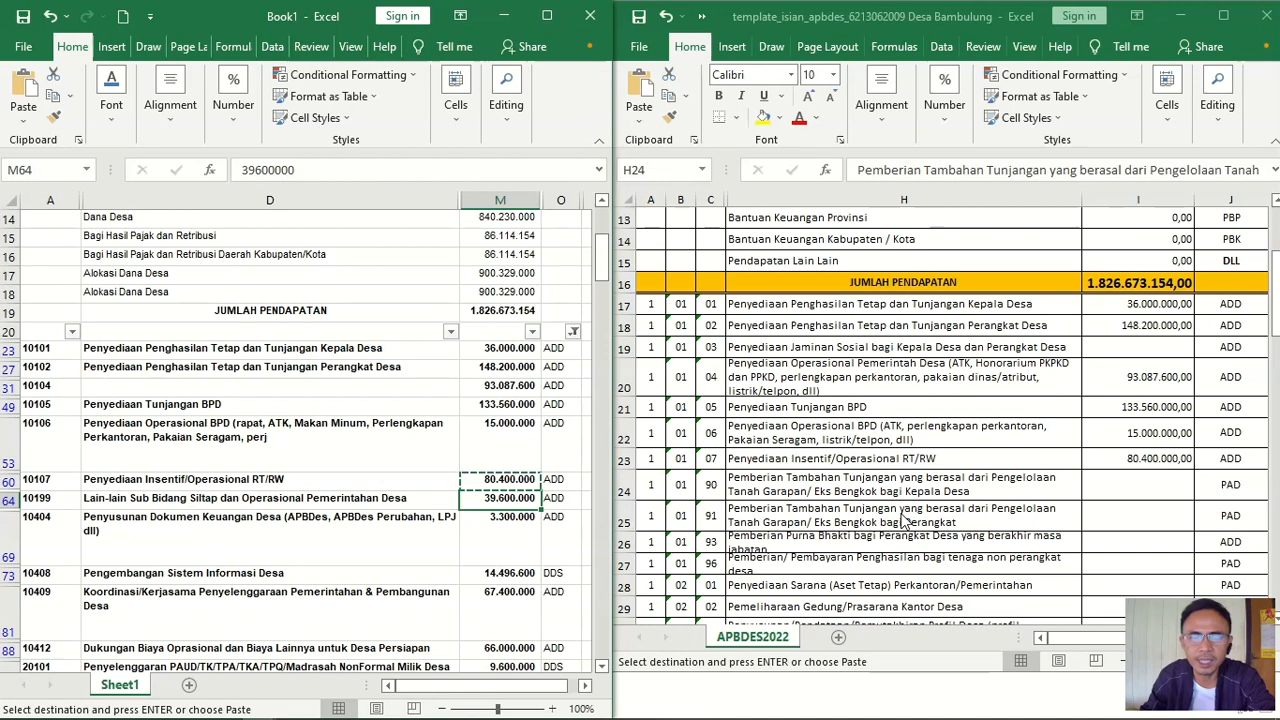 Book1 - Excel
Sign in
File Home Insert Draw Page La Formul Data Review View Help Tell me Share
Paste
Clipboard
Font
Alignment
Number
Conditional Formatting
Format as Table
Cell Styles
Styles
Cells
Editing
M64
39600000
A D M O
14 Dana Desa 840.230.000
15 Bagi Hasil Pajak dan Retribusi 86.114.154
16 Bagi Hasil Pajak dan Retribusi Daerah Kabupaten/Kota 86.114.154
17 Alokasi Dana Desa 900.329.000
18 Alokasi Dana Desa 900.329.000
19 JUMLAH PENDAPATAN 1.826.673.154
20
23 10101 Penyediaan Penghasilan Tetap dan Tunjangan Kepala Desa 36.000.000 ADD
27 10102 Penyediaan Penghasilan Tetap dan Tunjangan Perangkat Desa 148.200.000 ADD
31 10104 93.087.600 ADD
49 10105 Penyediaan Tunjangan BPD 133.560.000 ADD
10106 Penyediaan Operasional BPD (rapat, ATK, Makan Minum, Perlengkapan 15.000.000 ADD
Perkantoran, Pakaian Seragam, perj
53
60 10107 Penyediaan Insentif/Operasional RT/RW 80.400.000 ADD
64 10199 Lain-lain Sub Bidang Siltap dan Operasional Pemerintahan Desa 39.600.000 ADD
10404 Penyusunan Dokumen Keuangan Desa (APBDes, APBDes Perubahan, LPJ 3.300.000 ADD
dll)
69
73 10408 Pengembangan Sistem Informasi Desa 14.496.600 DDS
10409 Koordinasi/Kerjasama Penyelenggaraan Pemerintahan & Pembangunan 67.400.000 ADD
Desa
81
88 10412 Dukungan Biaya Oprasional dan Biaya Lainnya untuk Desa Persiapan 66.000.000 ADD
20101 Penyelenggaran PAUD/TK/TPA/TKA/TPQ/Madrasah NonFormal Milik Desa 9.600.000 DDS
Sheet1
Select destination and press ENTER or choose Paste
100%
template_isian_apbdes_6213062009 Desa Bambulung - Excel
Sign in
File Home Insert Draw Page Layout Formulas Data Review View Help Tell me Share
Paste
Clipboard
Calibri 10
B I U
Font
Alignment
Number
Conditional Formatting
Format as Table
Cell Styles
Styles
Cells
Editing
H24
Pemberian Tambahan Tunjangan yang berasal dari Pengelolaan Tanah
A B C H I J
13 Bantuan Keuangan Provinsi 0,00 PBP
14 Bantuan Keuangan Kabupaten / Kota 0,00 PBK
15 Pendapatan Lain Lain 0,00 DLL
16 JUMLAH PENDAPATAN 1.826.673.154,00
17 1 01 01 Penyediaan Penghasilan Tetap dan Tunjangan Kepala Desa 36.000.000,00 ADD
18 1 01 02 Penyediaan Penghasilan Tetap dan Tunjangan Perangkat Desa 148.200.000,00 ADD
19 1 01 03 Penyediaan Jaminan Sosial bagi Kepala Desa dan Perangkat Desa ADD
Penyediaan Operasional Pemerintah Desa (ATK, Honorarium PKPKD
20 1 01 04 dan PPKD, perlengkapan perkantoran, pakaian dinas/atribut, 93.087.600,00 ADD
listrik/telpon, dll)
21 1 01 05 Penyediaan Tunjangan BPD 133.560.000,00 ADD
22 1 01 06 Penyediaan Operasional BPD (ATK, perlengkapan perkantoran, 15.000.000,00 ADD
Pakaian Seragam, listrik/telpon, dll)
23 1 01 07 Penyediaan Insentif/Operasional RT/RW 80.400.000,00 ADD
24 1 01 90 Pemberian Tambahan Tunjangan yang berasal dari Pengelolaan PAD
Tanah Garapan/ Eks Bengkok bagi Kepala Desa
25 1 01 91 Pemberian Tambahan Tunjangan yang berasal dari Pengelolaan PAD
Tanah Garapan/ Eks Bengkok bagi Perangkat
26 1 01 93 Pemberian Purna Bhakti bagi Perangkat Desa yang berakhir masa ADD
jabatan
27 1 01 96 Pemberian/ Pembayaran Penghasilan bagi tenaga non perangkat PAD
desa
28 1 02 01 Penyediaan Sarana (Aset Tetap) Perkantoran/Pemerintahan PAD
29 1 02 02 Pemeliharaan Gedung/Prasarana Kantor Desa
APBDES2022
Select destination and press ENTER or choose Paste